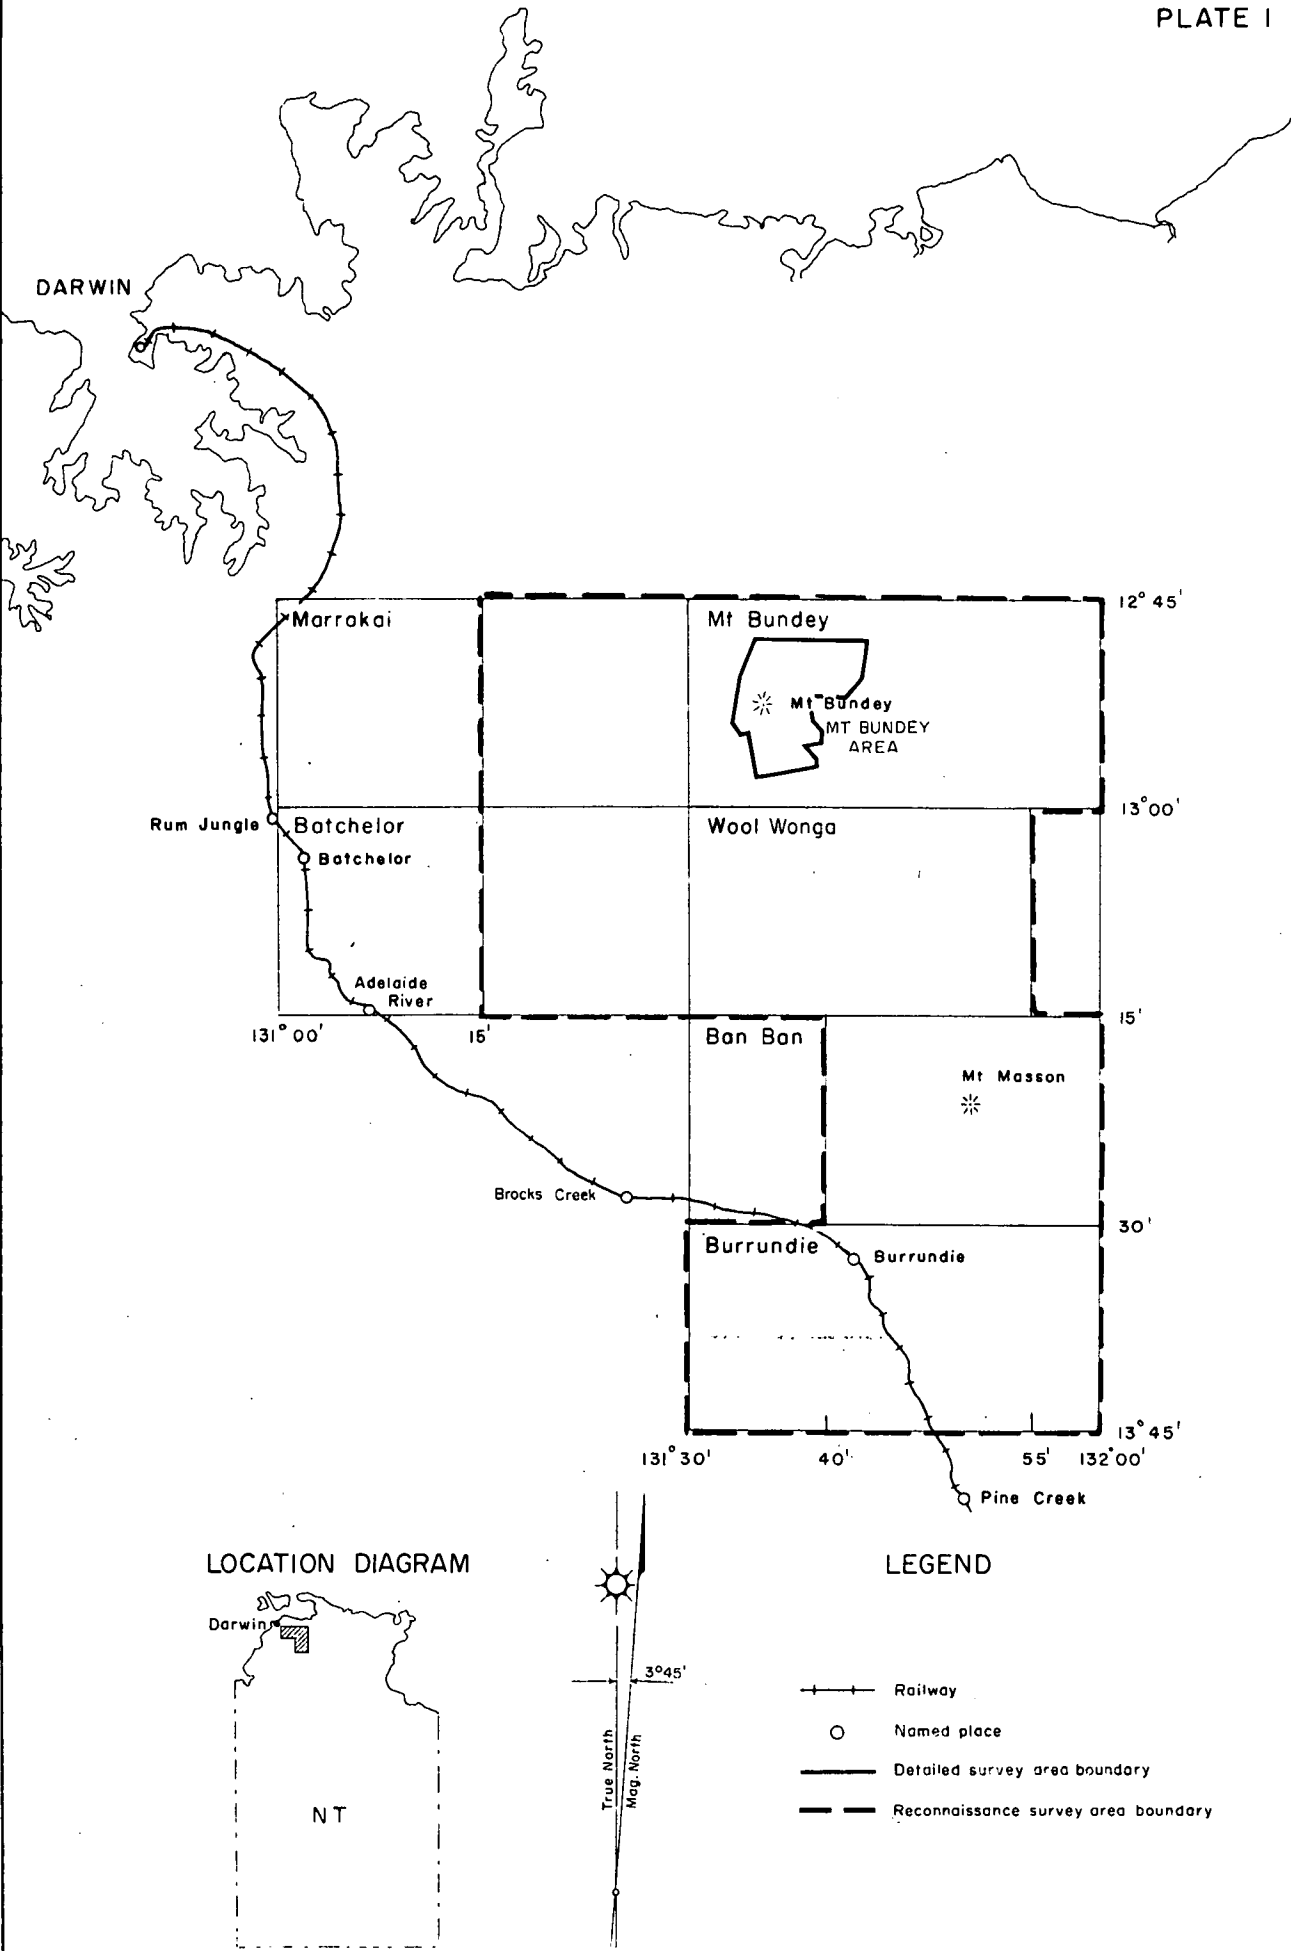 PLATE 1
DARWIN
Marrakai
Mt Bundey
12° 45'
Mt Bundey
MT BUNDEY
AREA
13° 00'
Rum Jungle
Batchelor
Wool Wonga
Batchelor
Adelaide
River
15'
131° 00'
15'
Ban Ban
Mt Masson
Brocks Creek
30'
Burrundie
Burrundie
13° 45'
131° 30'
40'
55'
132° 00'
Pine Creek
LOCATION DIAGRAM
LEGEND
Darwin
3°45'
Railway
Named place
True North
Mag. North
Detailed survey area boundary
NT
Reconnaissance survey area boundary